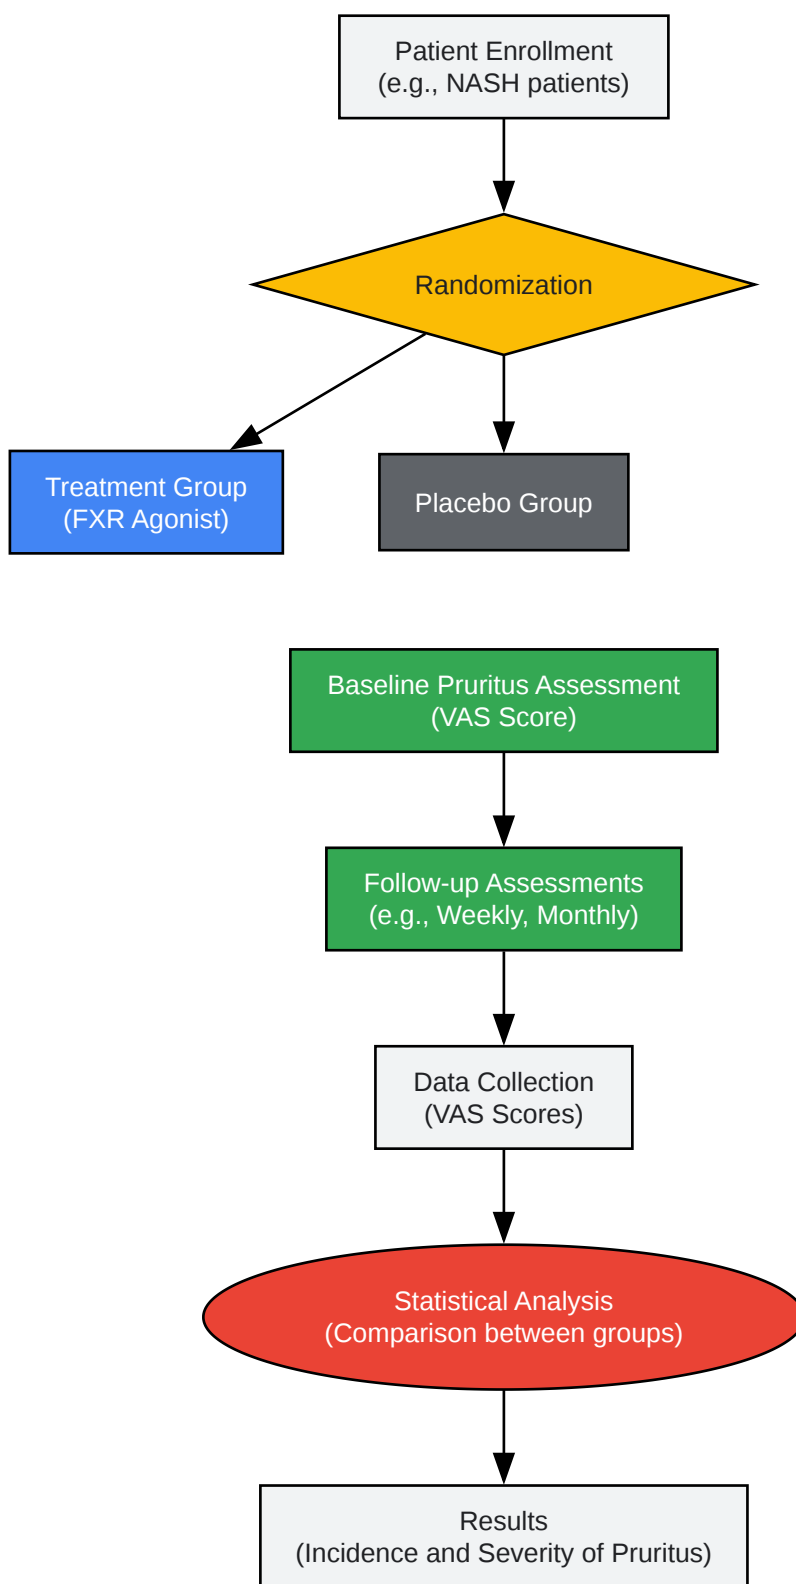 Patient Enrollment
(e.g., NASH patients)
Randomization
Treatment Group
(FXR Agonist)
Placebo Group
Baseline Pruritus Assessment
(VAS Score)
Follow-up Assessments
(e.g., Weekly, Monthly)
Data Collection
(VAS Scores)
Statistical Analysis
(Comparison between groups)
Results
(Incidence and Severity of Pruritus)